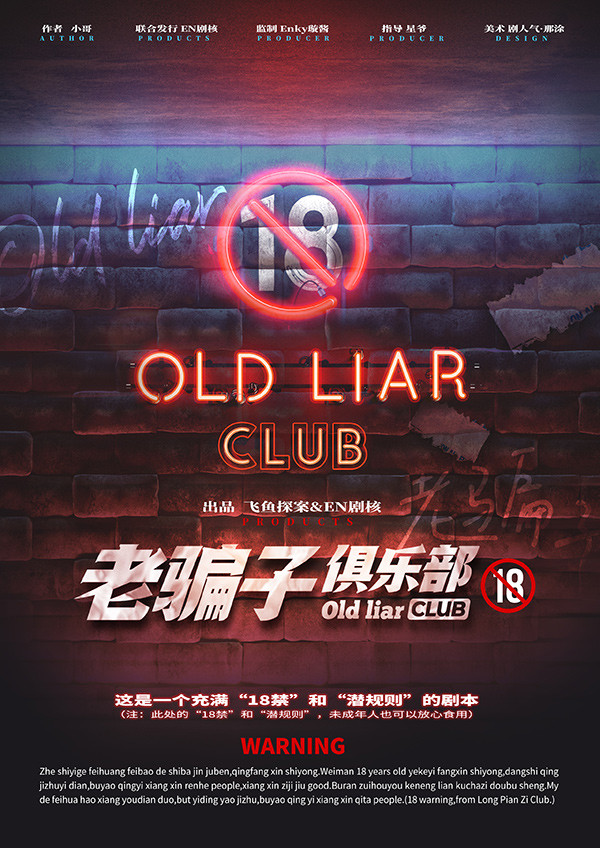 作者 小哥 联合发行 EN剧核 监制 Enky璇酱 指导 星爷 美术 剧人气-那涂
AUTHOR PRODUCTS PRODUCER PRODUCER DESIGN
Old liar
18
OLD LIAR
CLUB
出品 飞鱼探案&EN剧核
PRODUCTS
老骗子
老骗子俱乐部
Old liar CLUB
18
这是一个充满“18禁”和“潜规则”的剧本
(注：此处的“18禁”和“潜规则”，未成年人也可以放心食用)
WARNING
Zhe shiyige feihuang feibao de shiba jin juben,qingfang xin shiyong.Weiman 18 years old yekeyi fangxin shiyong,dangshi qing
jizhuyi dian,buyao qingyi xiang xin renhe people,xiang xin ziji jiu good.Buran zuihouyou keneng lian kuchazi doubu sheng.My
de feihua hao xiang youdian duo,but yiding yao jizhu,buyao qing yi xiang xin qita people.(18 warning,from Long Pian Zi Club.)